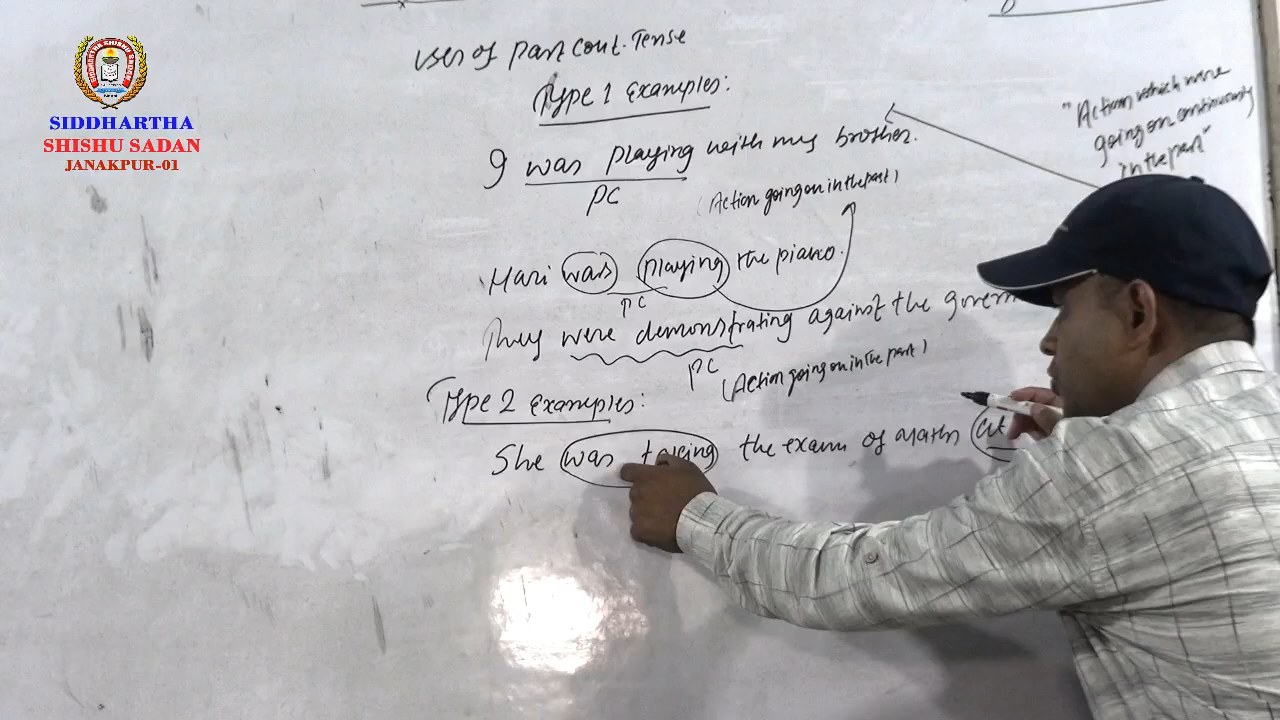 SIDDHARTHA
SHISHU SADAN
JANAKPUR-01
Uses of Past Cont. Tense
Type 1 Examples:
I was playing with my brother.
PC
(Action going on in the past)
"Action which were
going on continuously
in the past"
Hari was playing the piano.
PC
They were demonstrating against the
PC
(Action going on in the past)
Type 2 Examples:
She was taking the exam of Maths at